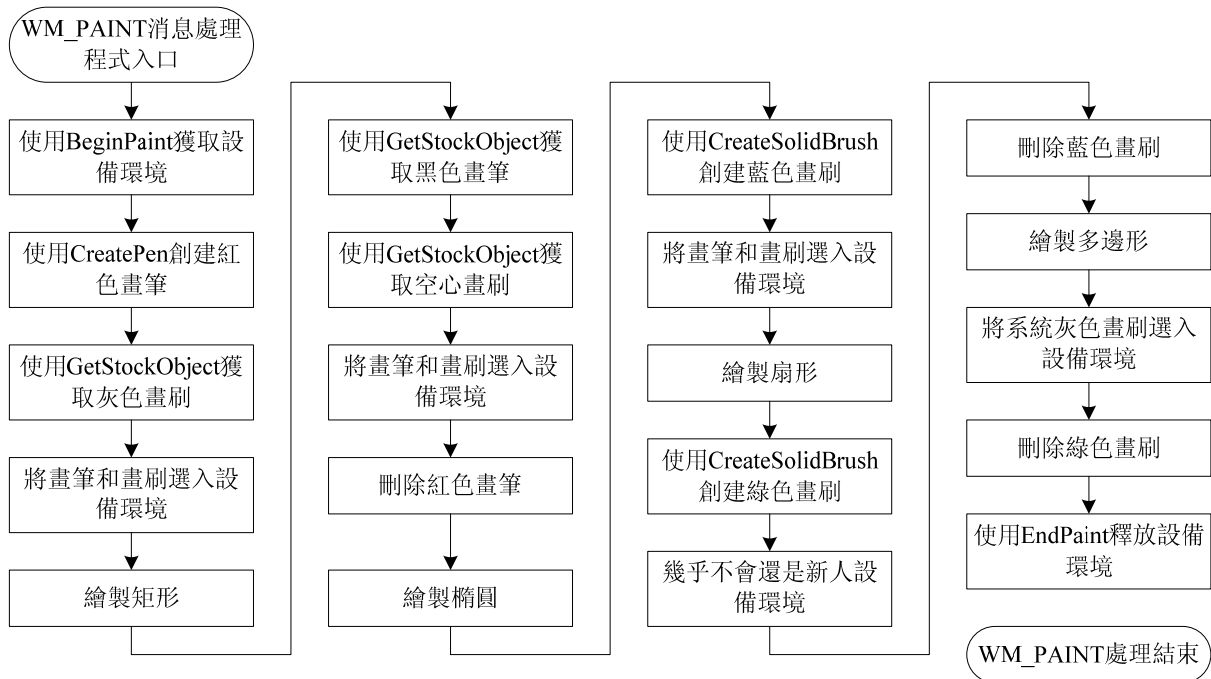 WM_PAINT消息處理
程式入口
使用BeginPaint獲取設
備環境
使用CreatePen創建紅
色畫筆
使用GetStockObject獲
取灰色畫刷
將畫筆和畫刷選入設
備環境
繪製矩形
使用GetStockObject獲
取黑色畫筆
使用GetStockObject獲
取空心畫刷
將畫筆和畫刷選入設
備環境
刪除紅色畫筆
繪製橢圓
使用CreateSolidBrush
創建藍色畫刷
將畫筆和畫刷選入設
備環境
繪製扇形
使用CreateSolidBrush
創建綠色畫刷
幾乎不會還是新人設
備環境
刪除藍色畫刷
繪製多邊形
將系統灰色畫刷選入
設備環境
刪除綠色畫刷
使用EndPaint釋放設備
環境
WM_PAINT處理結束